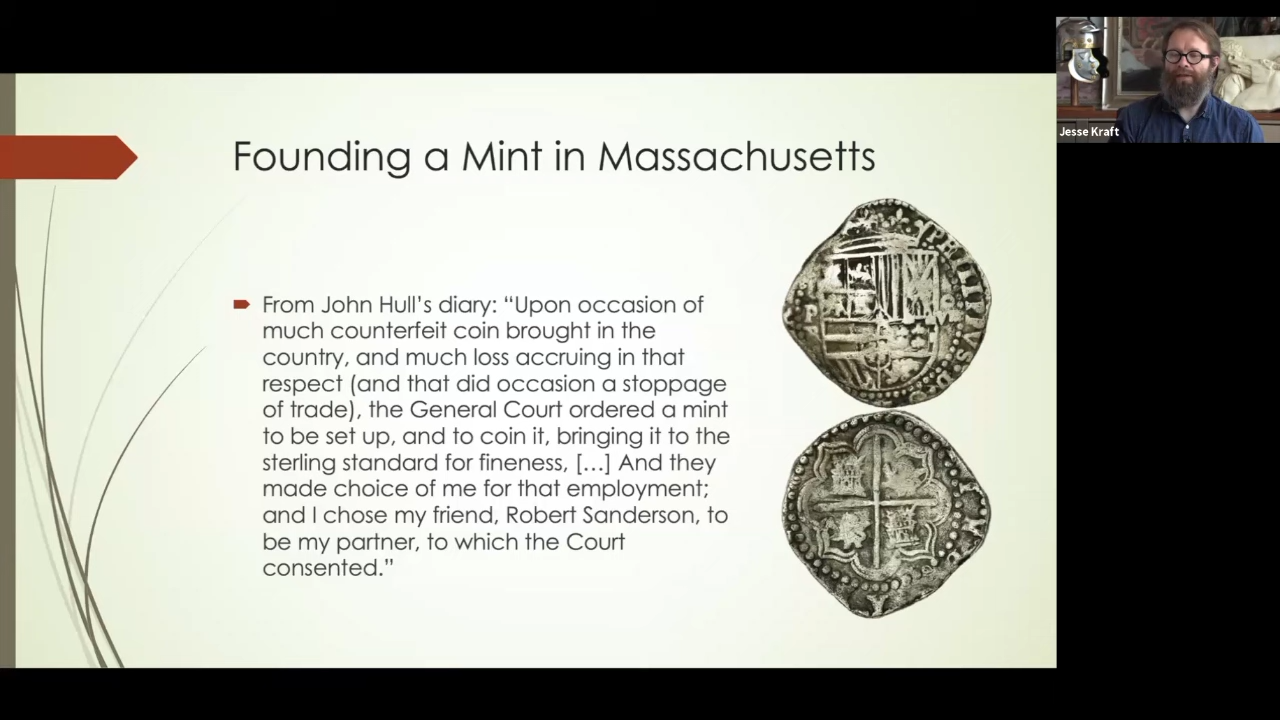 Founding a Mint in Massachusetts
From John Hull’s diary: “Upon occasion of
much counterfeit coin brought in the
country, and much loss accruing in that
respect (and that did occasion a stoppage
of trade), the General Court ordered a mint
to be set up, and to coin it, bringing it to the
sterling standard for fineness, […] And they
made choice of me for that employment;
and I chose my friend, Robert Sanderson, to
be my partner, to which the Court
consented.”
PHILIPVS
P
Jesse Kraft